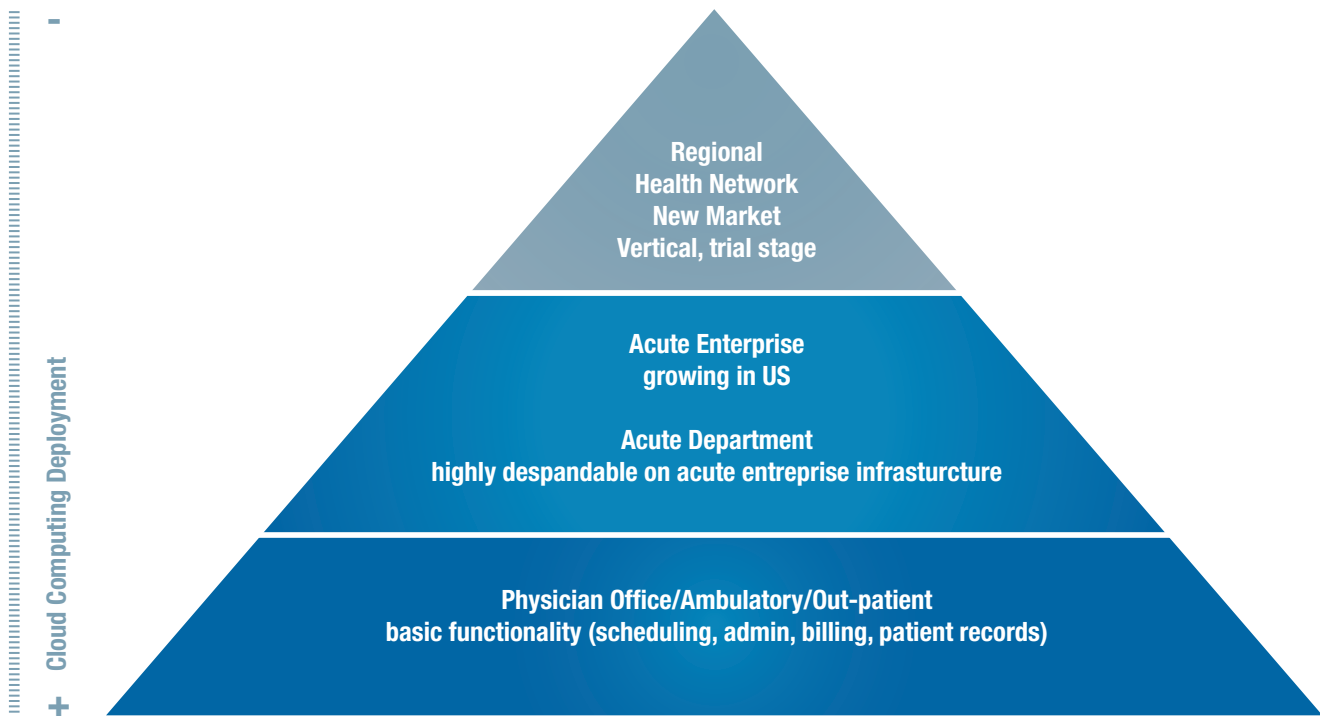 -
Regional
Health Network
New Market
Vertical, trial stage
Acute Enterprise
growing in US
Acute Department
highly despandable on acute entreprise infrasturcture
Physician Office/Ambulatory/Out-patient
basic functionality (scheduling, admin, billing, patient records)
+ Cloud Computing Deployment